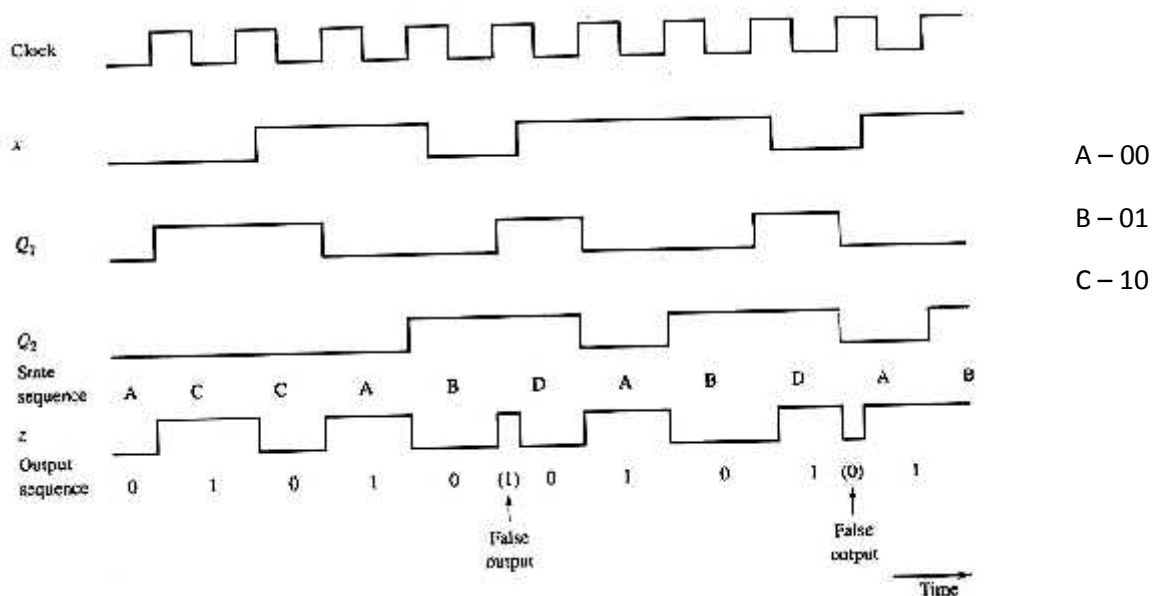 Clock
x
A – 00
B – 01
Q₁
C – 10
Q₂
State
sequence A C C A B D A B D A B
z
Output
sequence 0 1 0 1 0 (1) 0 1 0 1 (0) 1
False
output
False
output
Time